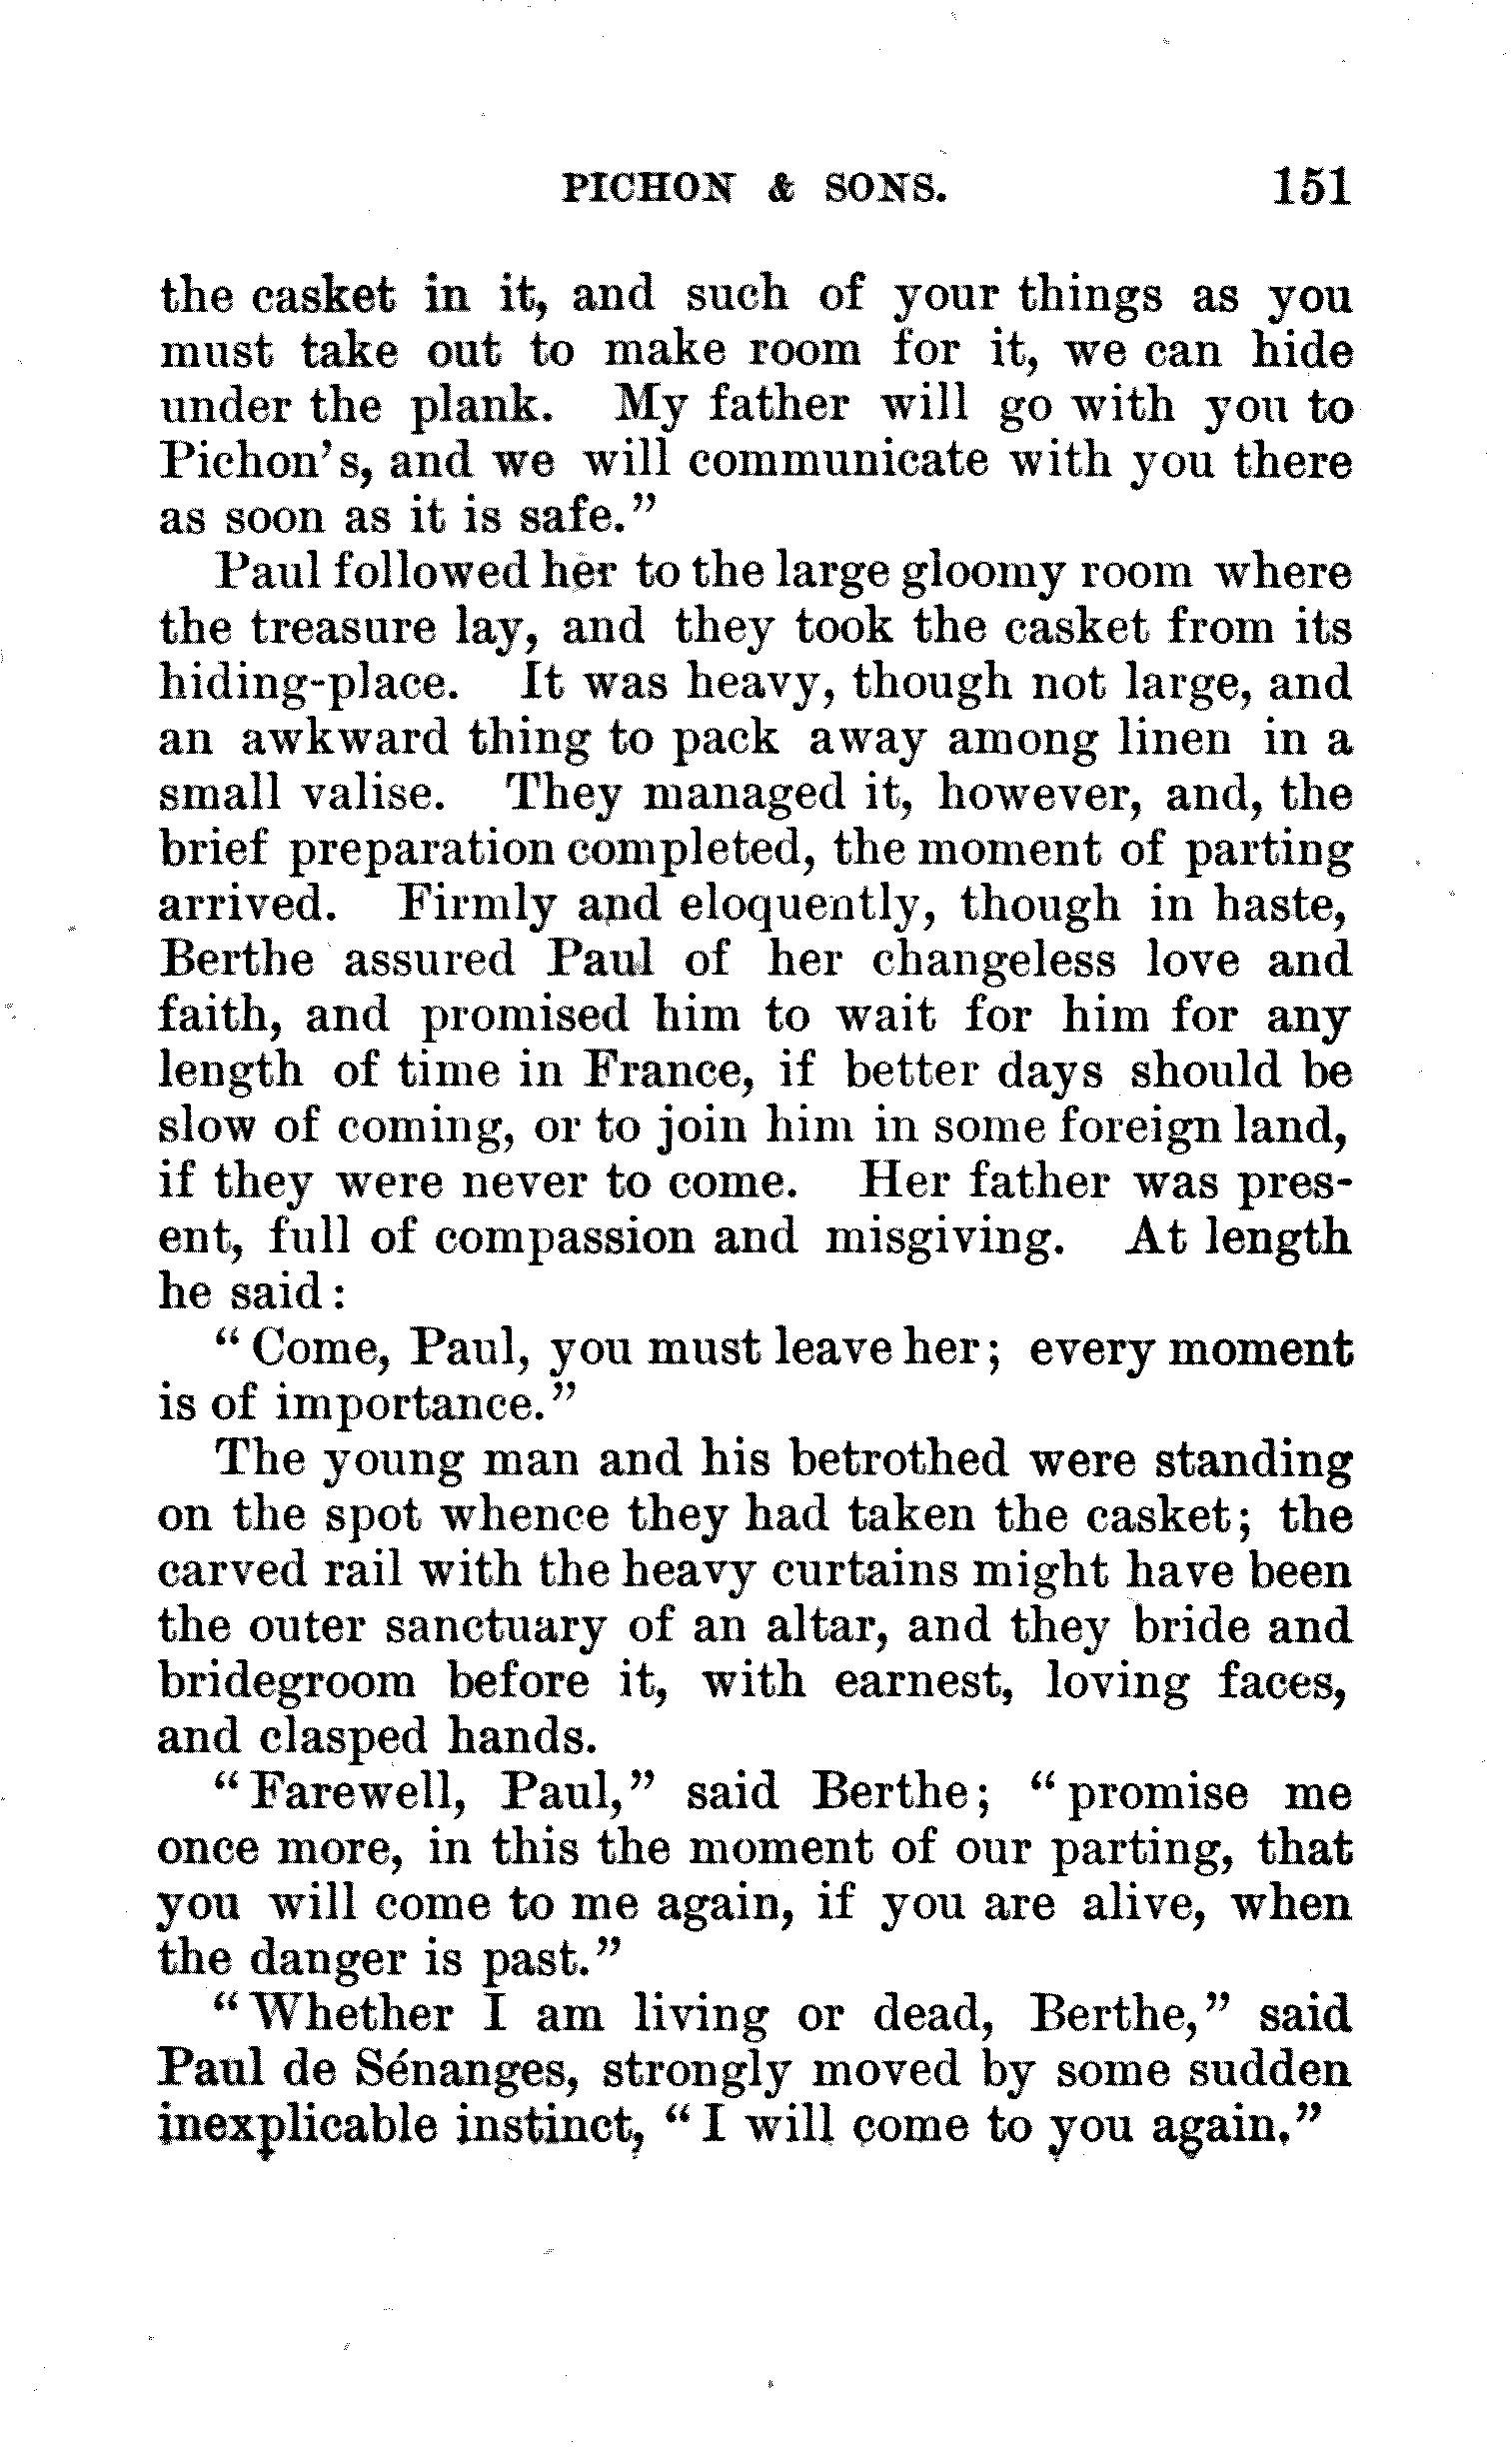 PICHON & SONS. 151
the casket in it, and such of your things as you
must take out to make room for it, we can hide
under the plank. My father will go with you to
Pichon's, and we will communicate with you there
as soon as it is safe.”
Paul followed her to the large gloomy room where
the treasure lay, and they took the casket from its
hiding-place. It was heavy, though not large, and
an awkward thing to pack away among linen in a
small valise. They managed it, however, and, the
brief preparation completed, the moment of parting
arrived. Firmly and eloquently, though in haste,
Berthe assured Paul of her changeless love and
faith, and promised him to wait for him for any
length of time in France, if better days should be
slow of coming, or to join him in some foreign land,
if they were never to come. Her father was pres-
ent, full of compassion and misgiving. At length
he said:
“Come, Paul, you must leave her; every moment
is of importance.”
The young man and his betrothed were standing
on the spot whence they had taken the casket; the
carved rail with the heavy curtains might have been
the outer sanctuary of an altar, and they bride and
bridegroom before it, with earnest, loving faces,
and clasped hands.
“Farewell, Paul,” said Berthe; “promise me
once more, in this the moment of our parting, that
you will come to me again, if you are alive, when
the danger is past.”
“Whether I am living or dead, Berthe,” said
Paul de Sénanges, strongly moved by some sudden
inexplicable instinct, “I will come to you again.”